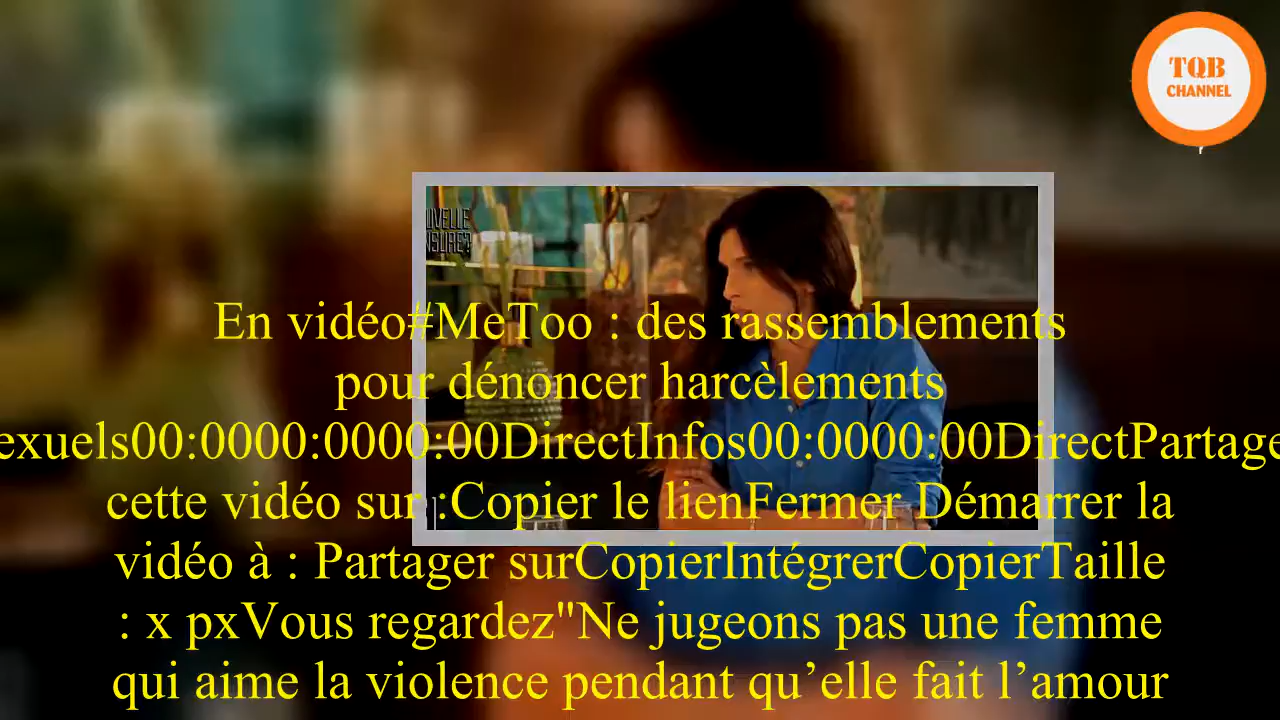 TQB
CHANNEL
r
UVELLE
NSURE?
En vidéo#MeToo : des rassemblements
pour dénoncer harcèlements
exuels00:0000:0000:00DirectInfos00:0000:00DirectPartage
cette vidéo sur :Copier le lienFermer Démarrer la
vidéo à : Partager surCopierIntégrerCopierTaille
: x pxVous regardez"Ne jugeons pas une femme
qui aime la violence pendant qu’elle fait l’amour